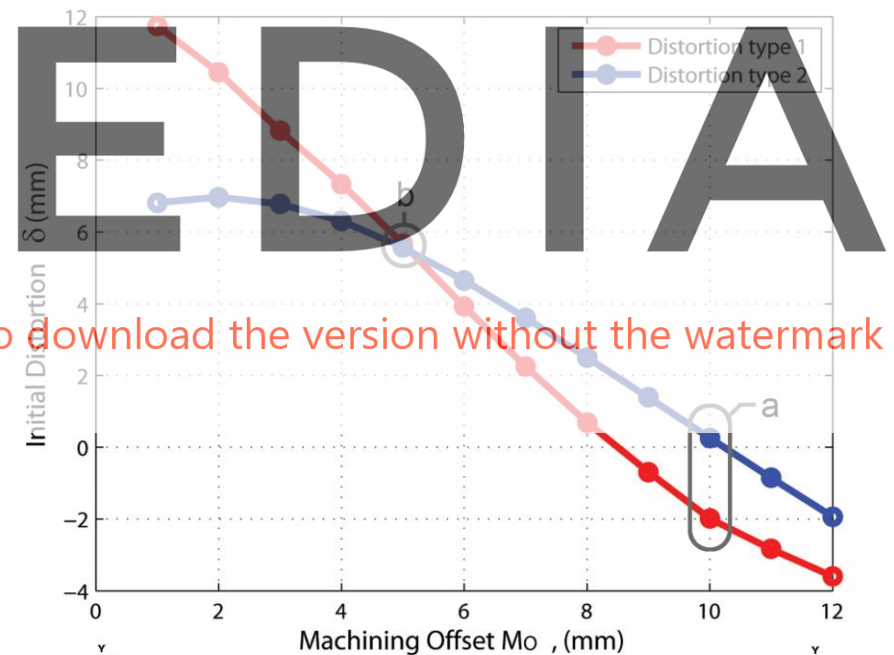 EDIA
12
10
8
6
4
2
0
−2
−4
Initial Distortion δ (mm)
Distortion type 1
Distortion type 2
b
o download the version without the watermark
a
0 2 4 6 8 10 12
Machining Offset Mo , (mm)
Y Y